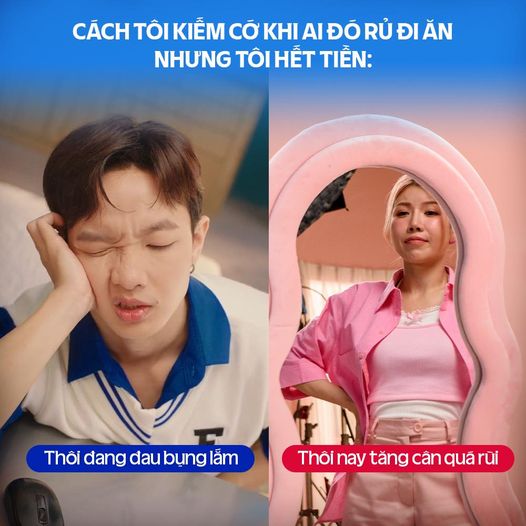 CÁCH TÔI KIẾM CỚ KHI AI ĐÓ RỦ ĐI ĂN
NHƯNG TÔI HẾT TIỀN:
Thôi đang đau bụng lắm
Thôi nay tăng cân quá rùi